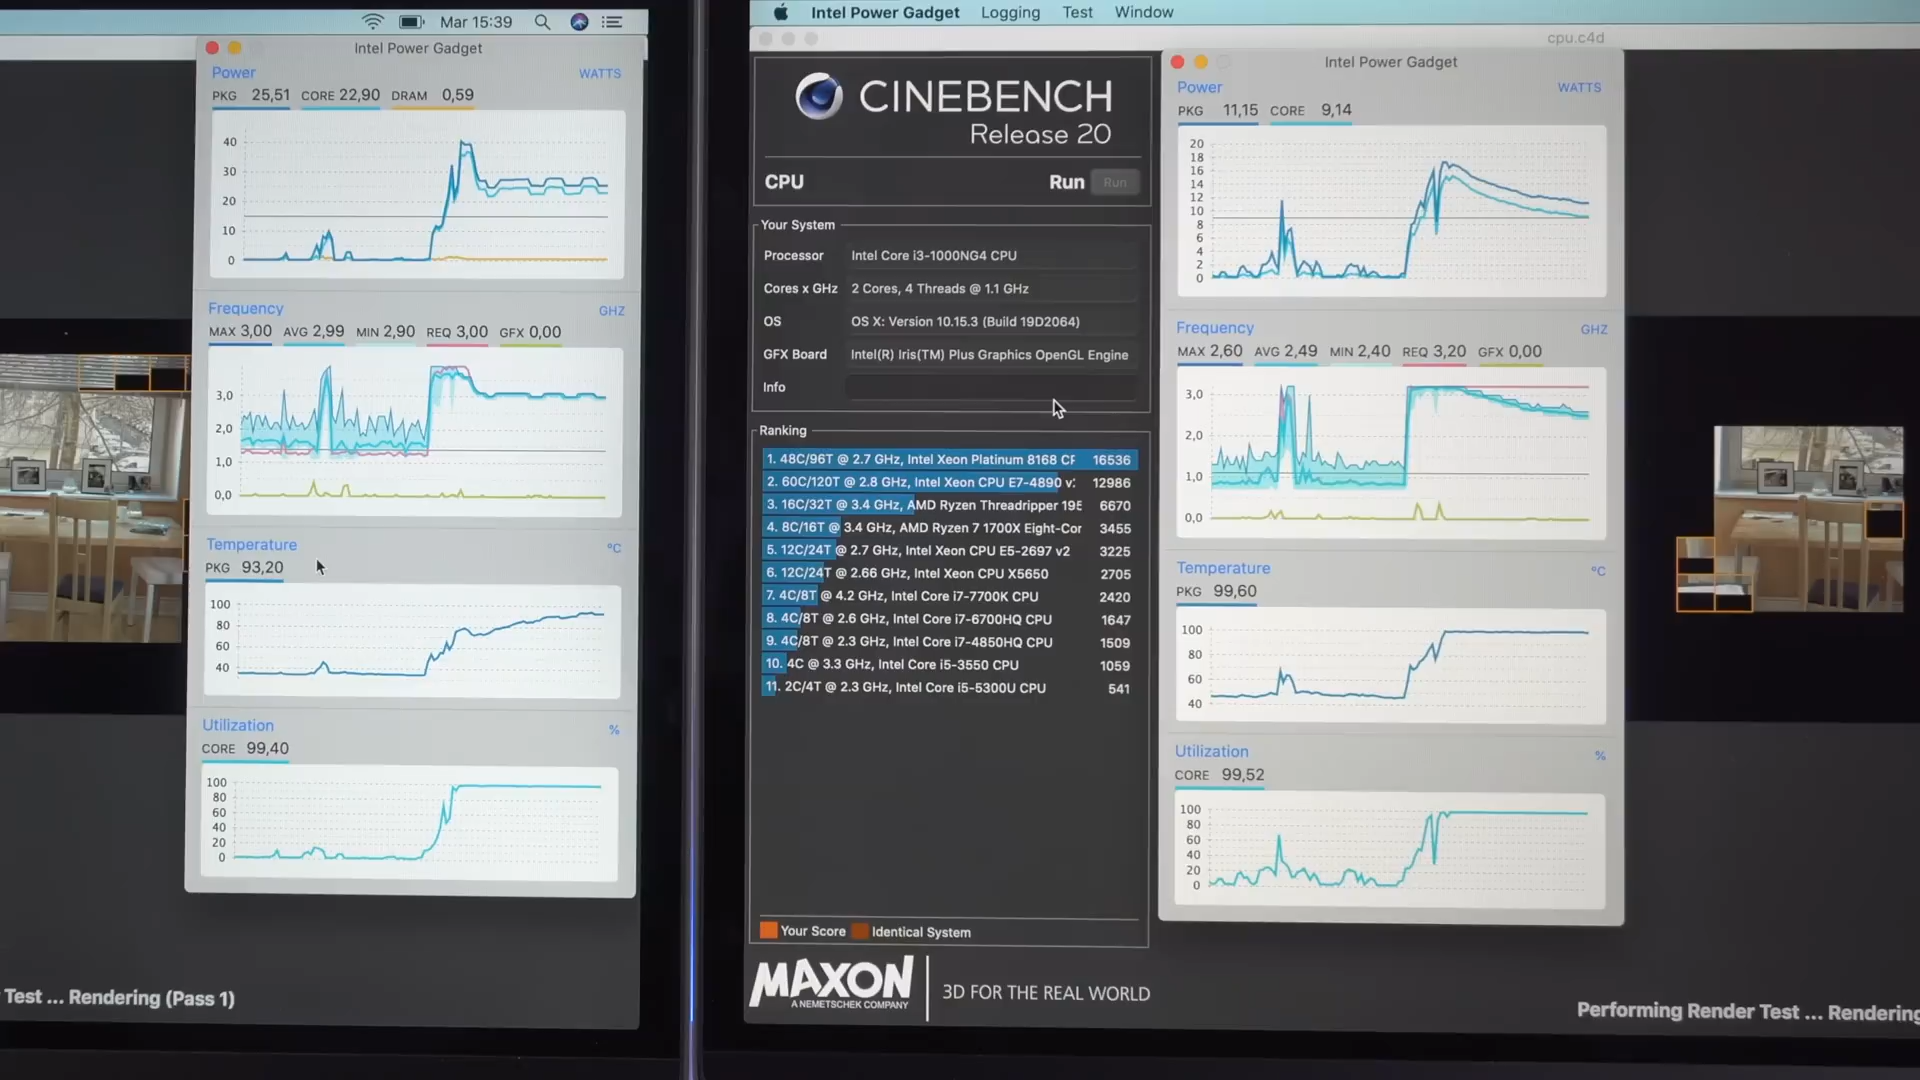 Mar 15:39
Intel Power Gadget
Power WATTS
PKG 25,51 CORE 22,90 DRAM 0,59
40
30
20
10
0
Frequency GHZ
MAX 3,00 AVG 2,99 MIN 2,90 REQ 3,00 GFX 0,00
3,0
2,0
1,0
0,0
Temperature °C
PKG 93,20
100
80
60
40
Utilization %
CORE 99,40
100
80
60
40
20
0
Test ... Rendering (Pass 1)
Intel Power Gadget Logging Test Window
cpu.c4d
CINEBENCH
Release 20
CPU Run Run
Your System
Processor Intel Core i3-1000NG4 CPU
Cores x GHz 2 Cores, 4 Threads @ 1.1 GHz
OS OS X: Version 10.15.3 (Build 19D2064)
GFX Board Intel(R) Iris(TM) Plus Graphics OpenGL Engine
Info
Ranking
1. 48C/96T @ 2.7 GHz, Intel Xeon Platinum 8168 CF 16536
2. 60C/120T @ 2.8 GHz, Intel Xeon CPU E7-4890 v: 12986
3. 16C/32T @ 3.4 GHz, AMD Ryzen Threadripper 195 6670
4. 8C/16T @ 3.4 GHz, AMD Ryzen 7 1700X Eight-Cor 3455
5. 12C/24T @ 2.7 GHz, Intel Xeon CPU E5-2697 v2 3225
6. 12C/24T @ 2.66 GHz, Intel Xeon CPU X5650 2705
7. 4C/8T @ 4.2 GHz, Intel Core i7-7700K CPU 2420
8. 4C/8T @ 2.6 GHz, Intel Core i7-6700HQ CPU 1647
9. 4C/8T @ 2.3 GHz, Intel Core i7-4850HQ CPU 1509
10. 4C @ 3.3 GHz, Intel Core i5-3550 CPU 1059
11. 2C/4T @ 2.3 GHz, Intel Core i5-5300U CPU 541
Your Score Identical System
MAXON
A NEMETSCHEK COMPANY
3D FOR THE REAL WORLD
Intel Power Gadget
Power WATTS
PKG 11,15 CORE 9,14
20
18
16
14
12
10
8
6
4
2
0
Frequency GHZ
MAX 2,60 AVG 2,49 MIN 2,40 REQ 3,20 GFX 0,00
3,0
2,0
1,0
0,0
Temperature °C
PKG 99,60
100
80
60
40
Utilization %
CORE 99,52
100
80
60
40
20
0
Performing Render Test ... Rendering